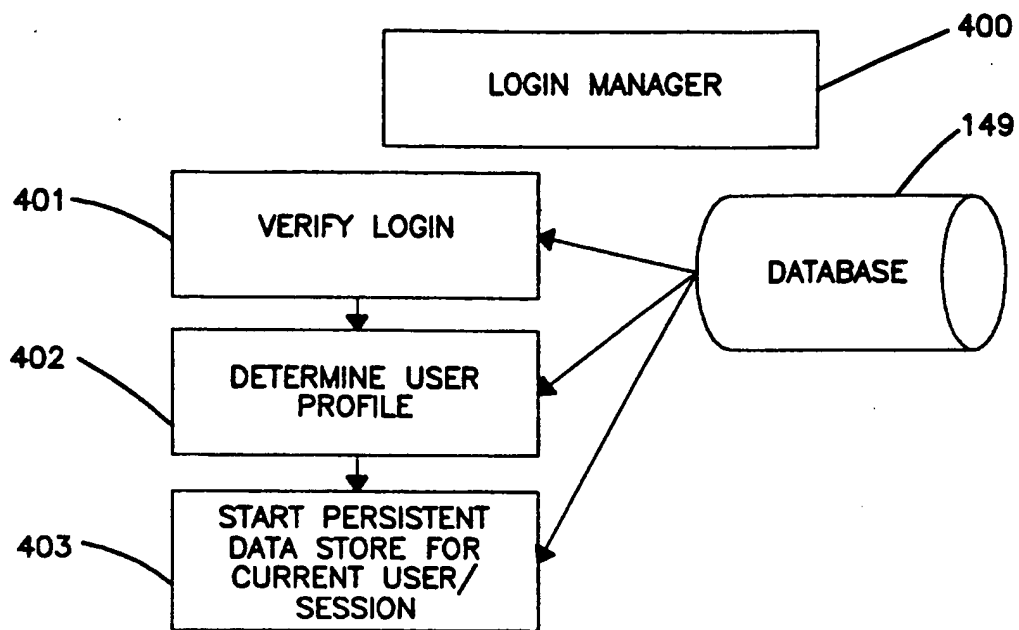 400
LOGIN MANAGER
149
401
VERIFY LOGIN
DATABASE
402
DETERMINE USER
PROFILE
403
START PERSISTENT
DATA STORE FOR
CURRENT USER/
SESSION